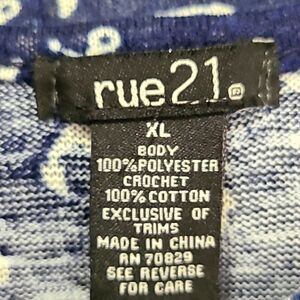 rue21®
XL
BODY
100%POLYESTER
CROCHET
100%COTTON
EXCLUSIVE OF
TRIMS
MADE IN CHINA
RN 70829
SEE REVERSE
FOR CARE